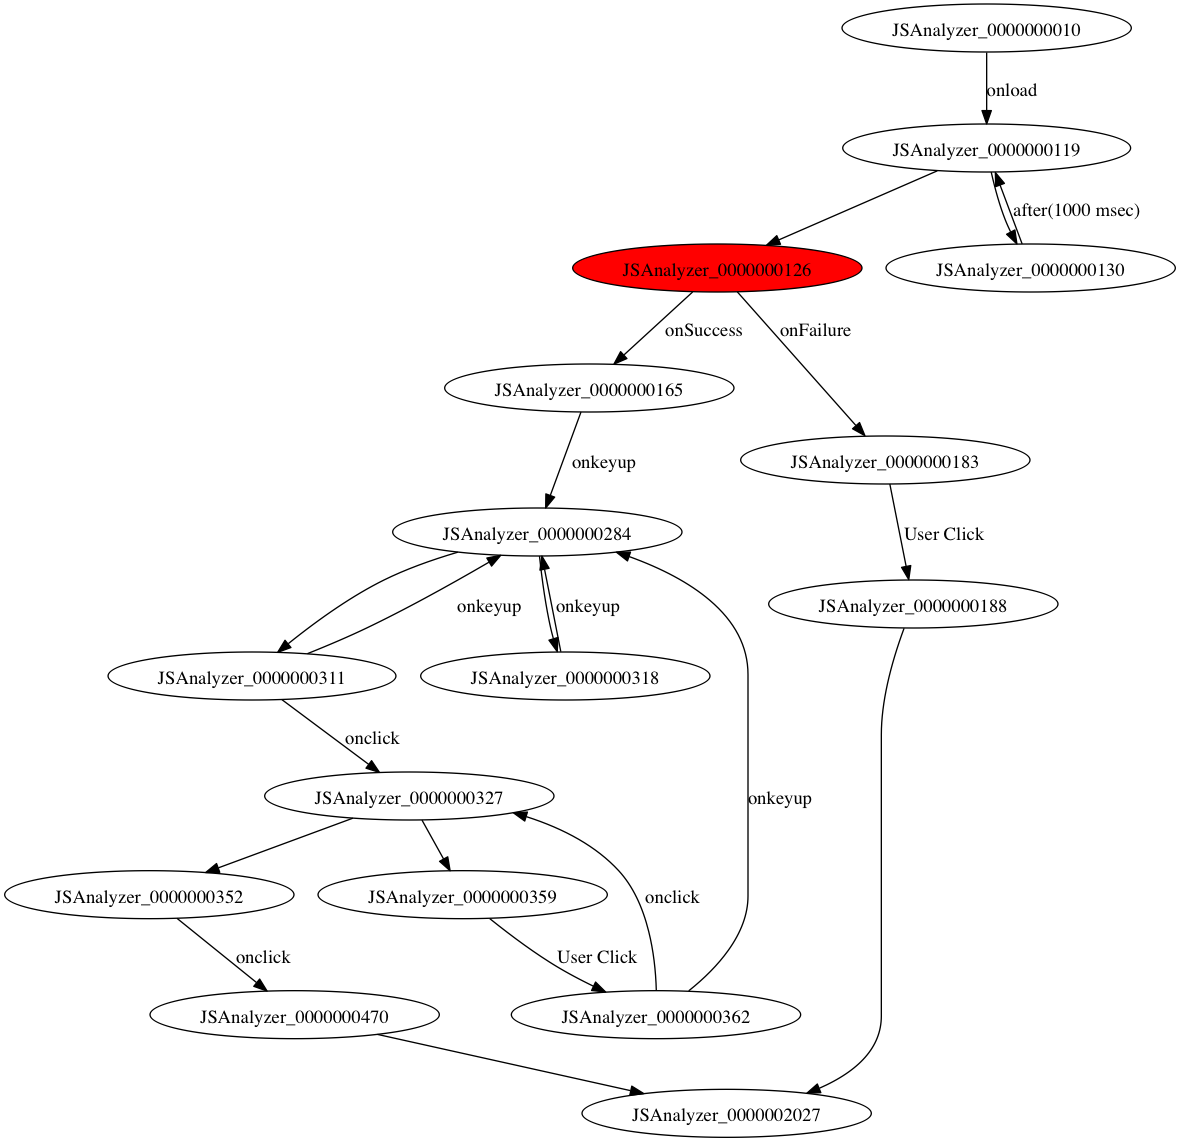 JSAnalyzer_0000000010
onload
JSAnalyzer_0000000119
after(1000 msec)
JSAnalyzer_0000000126
JSAnalyzer_0000000130
onSuccess
onFailure
JSAnalyzer_0000000165
JSAnalyzer_0000000183
onkeyup
JSAnalyzer_0000000284
User Click
JSAnalyzer_0000000188
onkeyup
onkeyup
JSAnalyzer_0000000311
JSAnalyzer_0000000318
onclick
JSAnalyzer_0000000327
onkeyup
JSAnalyzer_0000000352
JSAnalyzer_0000000359
onclick
onclick
User Click
JSAnalyzer_0000000470
JSAnalyzer_0000000362
JSAnalyzer_0000002027